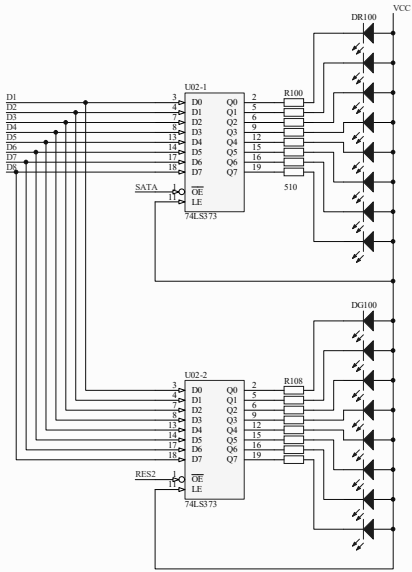 VCC
DR100
U02-1
R100
D1 3 D0 Q0 2
D2 4 D1 Q1 5
D3 7 D2 Q2 6
D4 8 D3 Q3 9
D5 13 D4 Q4 12
D6 14 D5 Q5 15
D7 17 D6 Q6 16
D8 18 D7 Q7 19
SATA 1 OE
510
11 LE
74LS373
DG100
U02-2
R108
3 D0 Q0 2
4 D1 Q1 5
7 D2 Q2 6
8 D3 Q3 9
13 D4 Q4 12
14 D5 Q5 15
17 D6 Q6 16
18 D7 Q7 19
RES2 1 OE
11 LE
74LS373